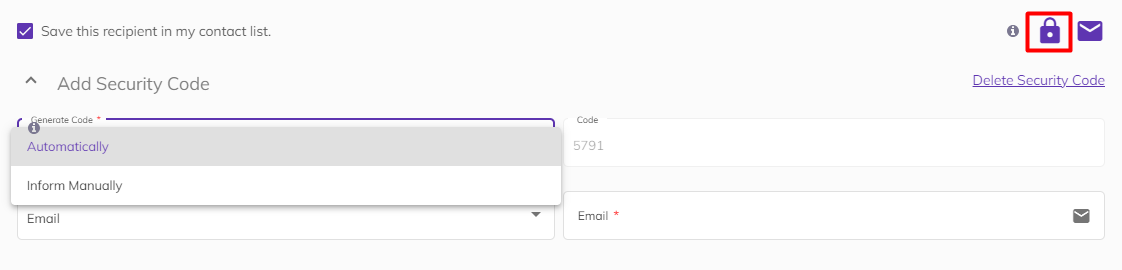 Save this recipient in my contact list.
Add Security Code
Delete Security Code
Generate Code *
Code
Automatically
5791
Inform Manually
Email
Email *